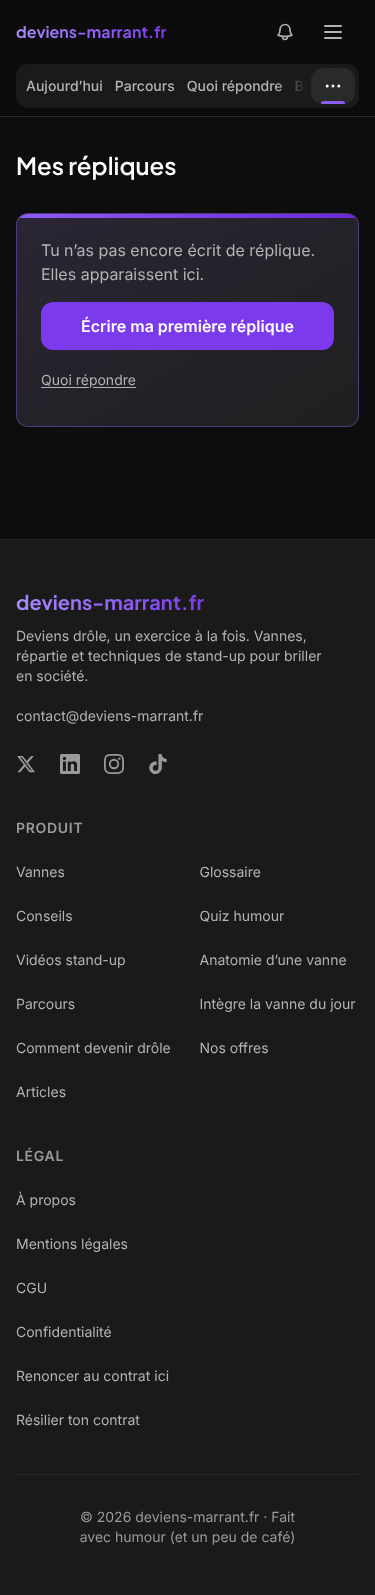 deviens-marrant.fr
Aujourd’hui Parcours Quoi répondre
Mes répliques
Tu n’as pas encore écrit de réplique.
Elles apparaissent ici.
Écrire ma première réplique
Quoi répondre
deviens-marrant.fr
Deviens drôle, un exercice à la fois. Vannes,
répartie et techniques de stand-up pour briller
en société.
contact@deviens-marrant.fr
PRODUIT
Vannes Glossaire
Conseils Quiz humour
Vidéos stand-up Anatomie d’une vanne
Parcours Intègre la vanne du jour
Comment devenir drôle Nos offres
Articles
LÉGAL
À propos
Mentions légales
CGU
Confidentialité
Renoncer au contrat ici
Résilier ton contrat
© 2026 deviens-marrant.fr · Fait
avec humour (et un peu de café)